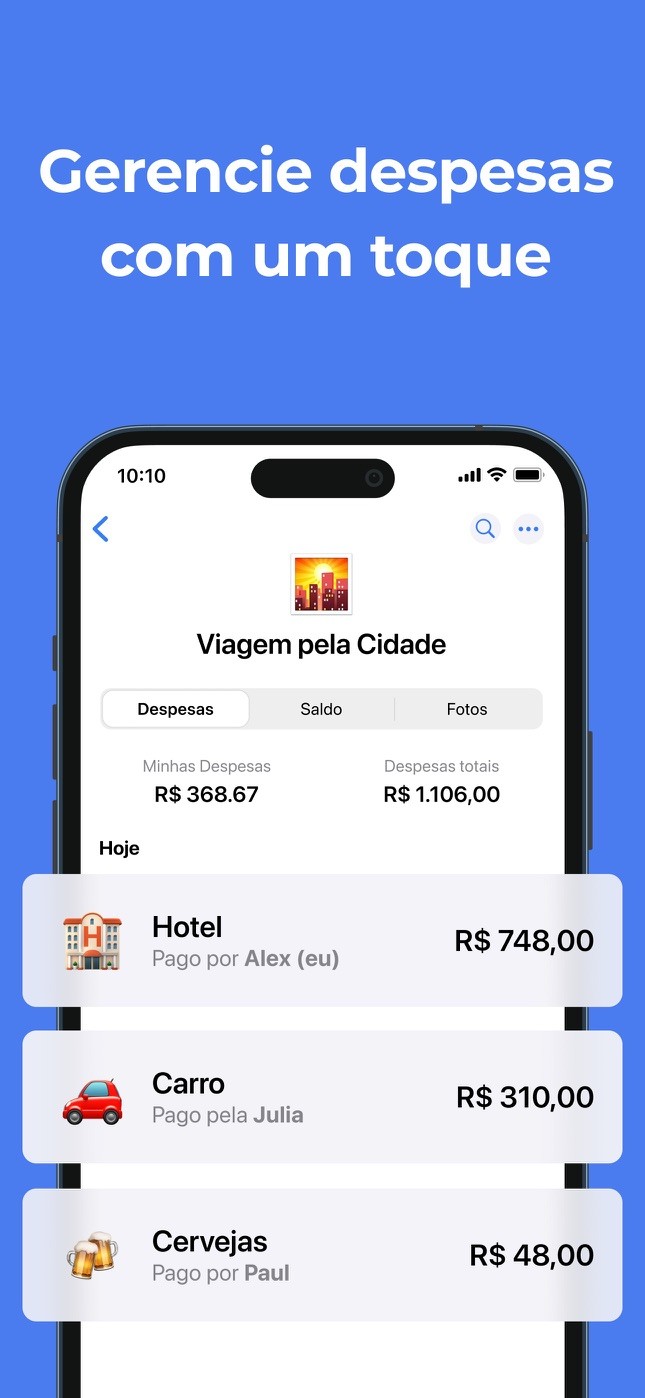 Gerencie despesas
com um toque
10:10
Viagem pela Cidade
Despesas Saldo Fotos
Minhas Despesas Despesas totais
R$ 368.67 R$ 1.106,00
Hoje
Hotel
Pago por Alex (eu)
R$ 748,00
Carro
Pago pela Julia
R$ 310,00
Cervejas
Pago por Paul
R$ 48,00